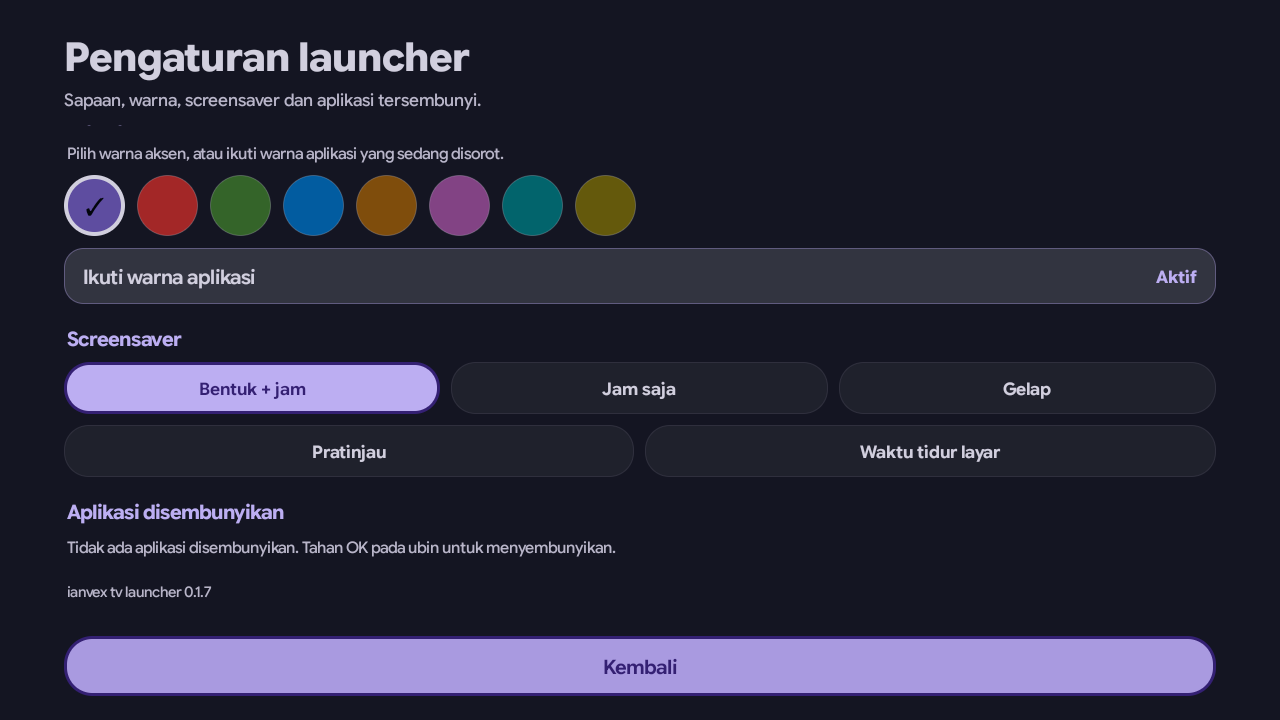 Pengaturan launcher
Sapaan, warna, screensaver dan aplikasi tersembunyi.
Pilih warna aksen, atau ikuti warna aplikasi yang sedang disorot.
✓
Ikuti warna aplikasi
Aktif
Screensaver
Bentuk + jam
Jam saja
Gelap
Pratinjau
Waktu tidur layar
Aplikasi disembunyikan
Tidak ada aplikasi disembunyikan. Tahan OK pada ubin untuk menyembunyikan.
ianvex tv launcher 0.1.7
Kembali